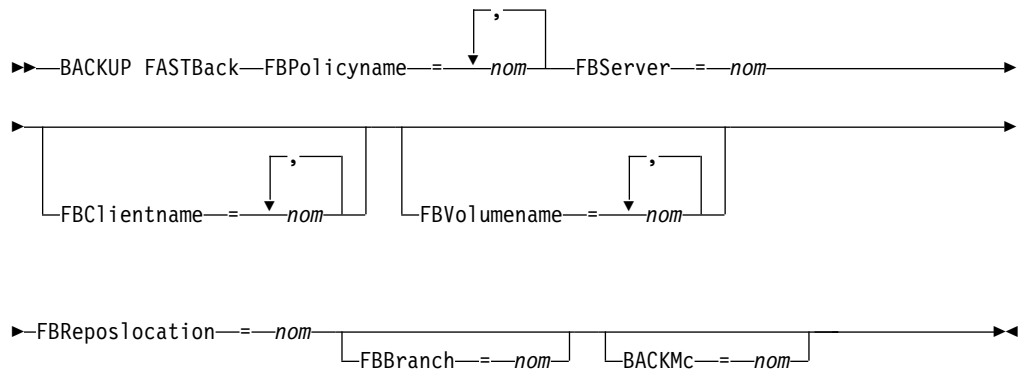 ,
BACKUP FASTBack FBPolicyname = nom FBServer = nom
, ,
FBClientname = nom FBVolumename = nom
FBReposlocation = nom
FBBranch = nom BACKMc = nom